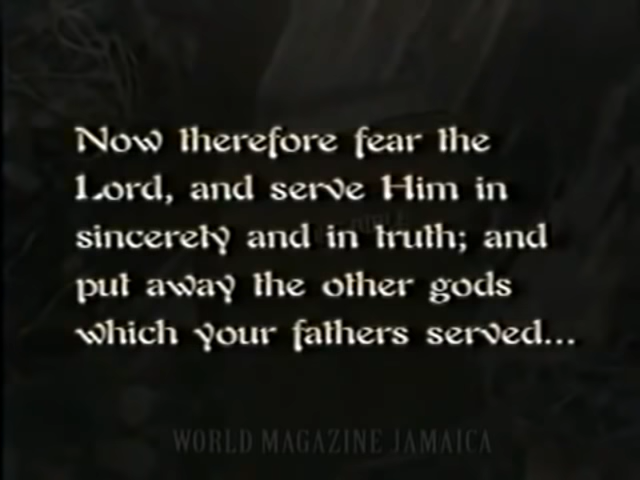 Now therefore fear the
Lord, and serve Him in
sincerely and in truth; and
put away the other gods
which your fathers served...
WORLD MAGAZINE JAMAICA